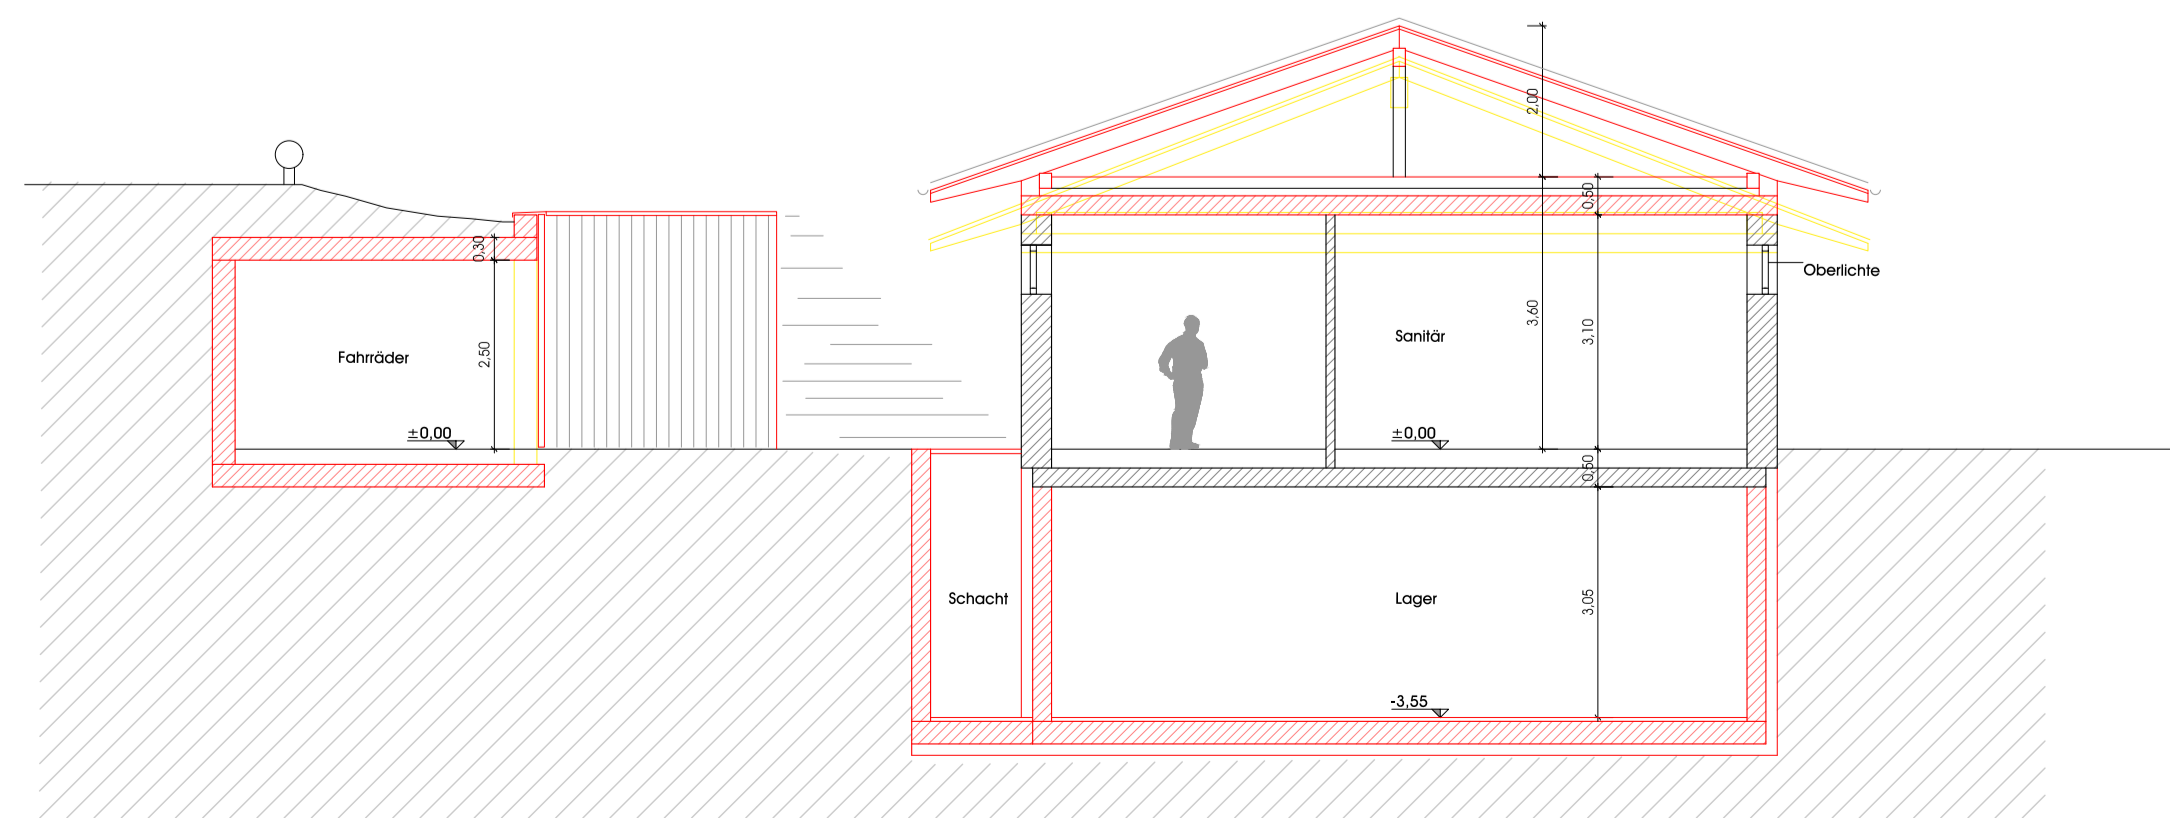 2,00
0,50
0,30
Oberlichte
3,60
3,10
Sanitär
2,50
Fahrräder
±0,00
±0,00
0,50
Schacht
Lager
3,05
-3,55